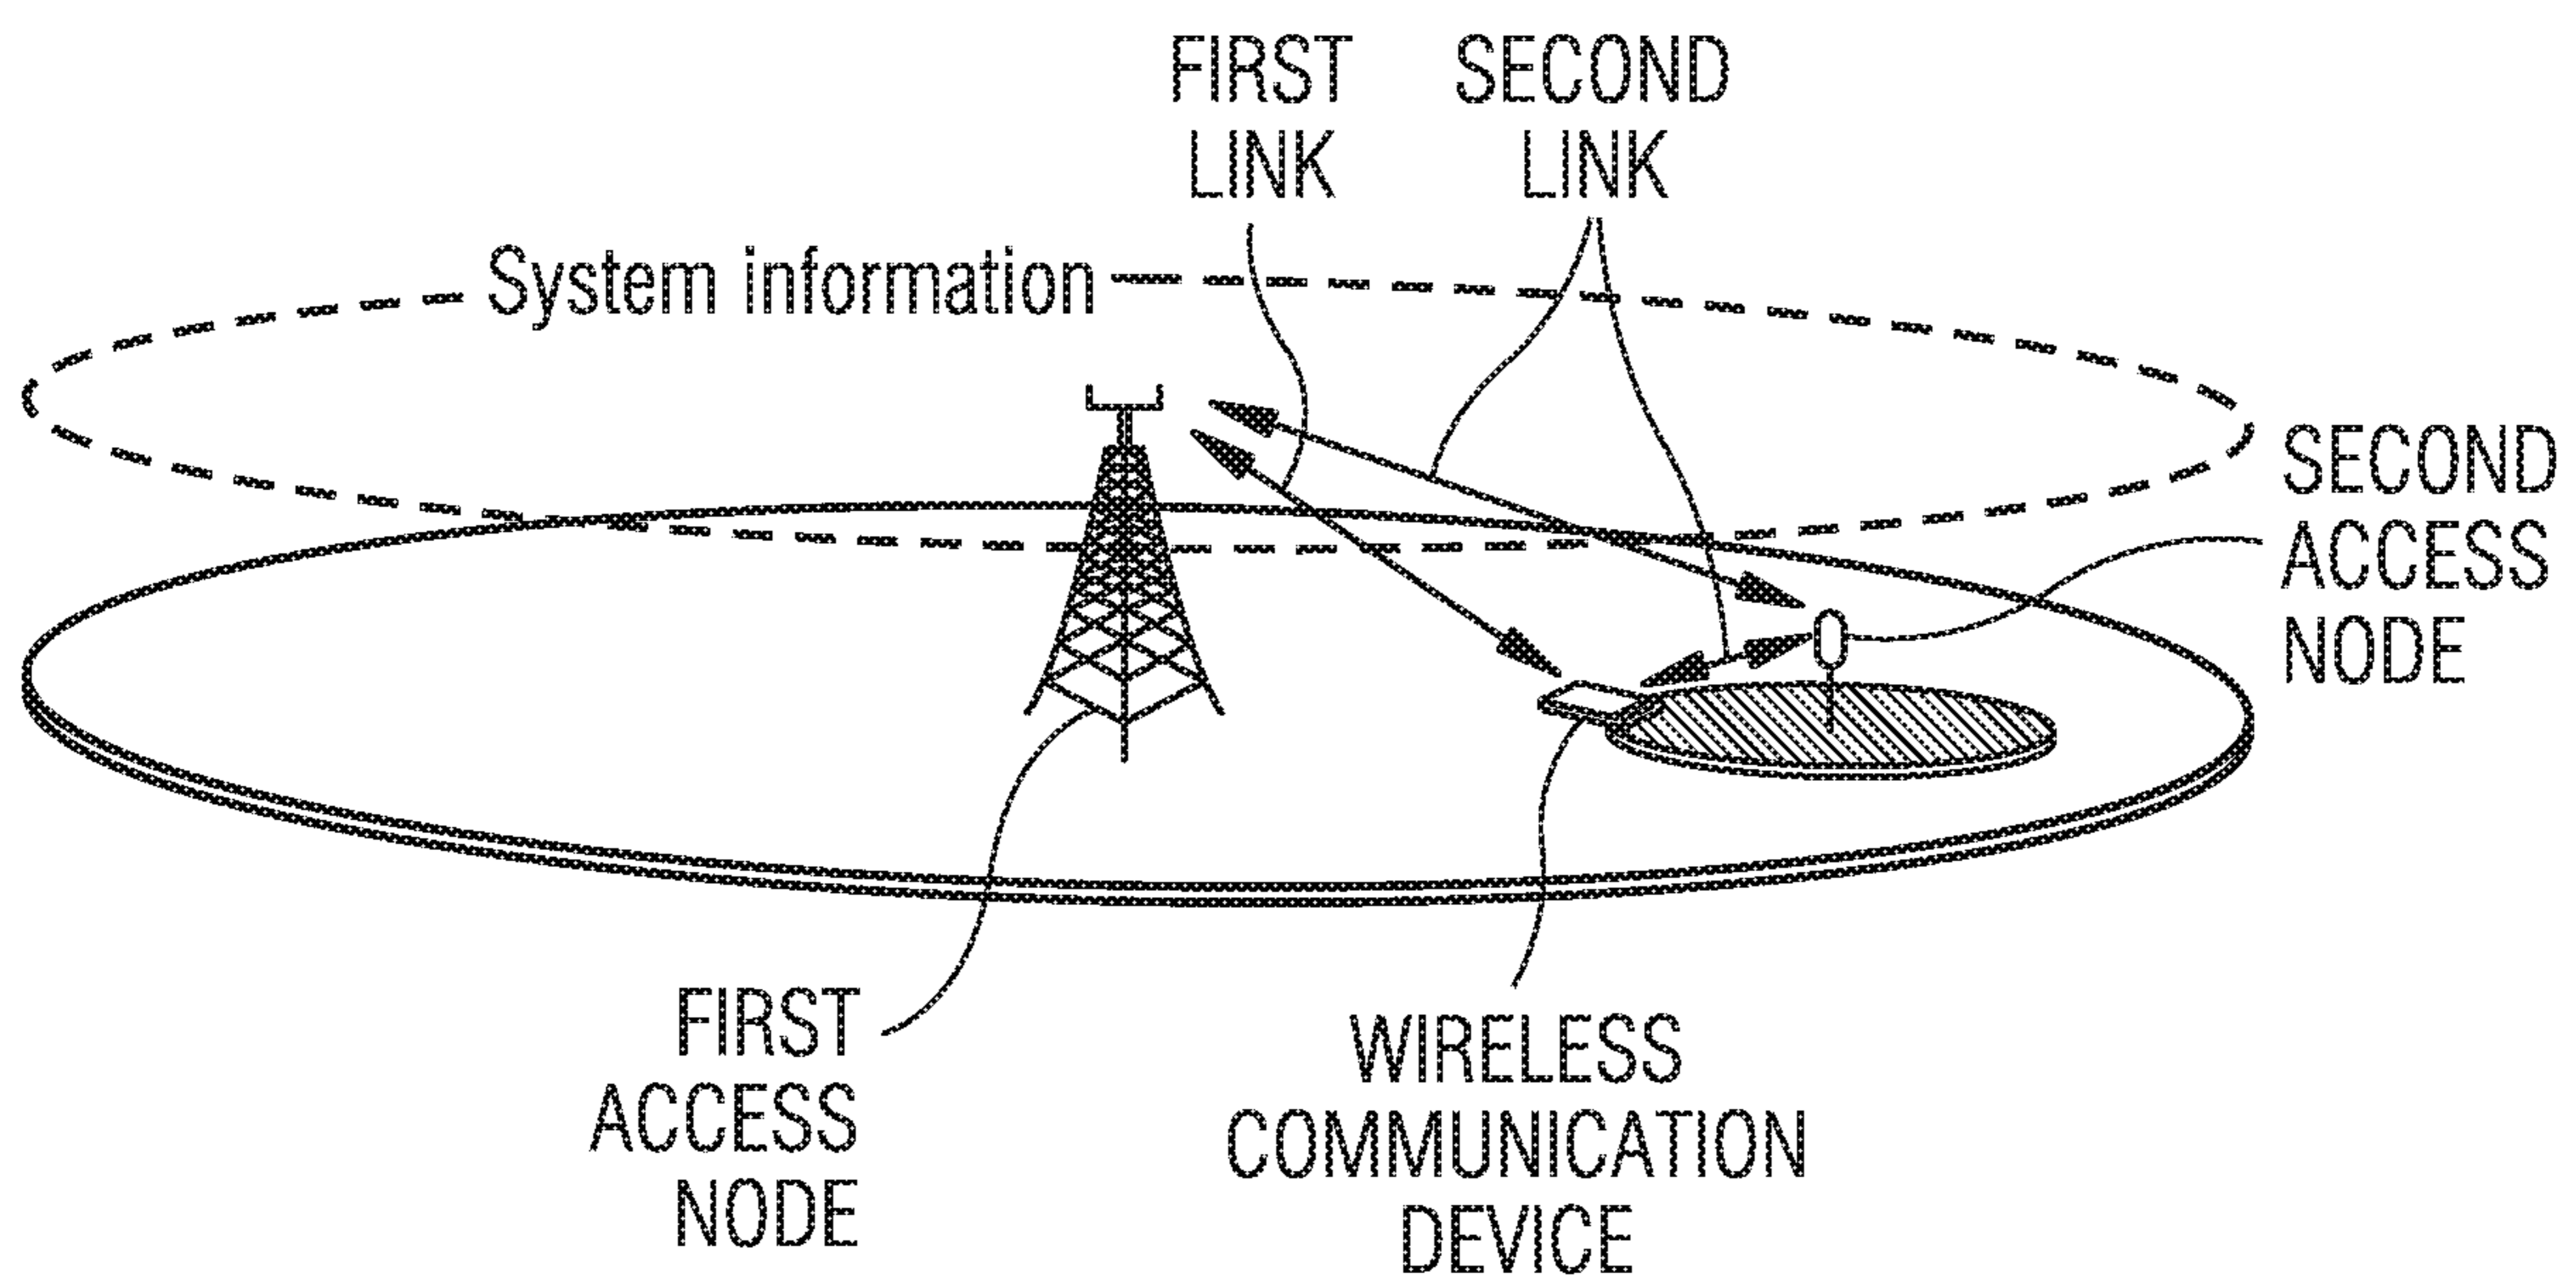 FIRST
LINK
SECOND
LINK
System information
SECOND
ACCESS
NODE
FIRST
ACCESS
NODE
WIRELESS
COMMUNICATION
DEVICE